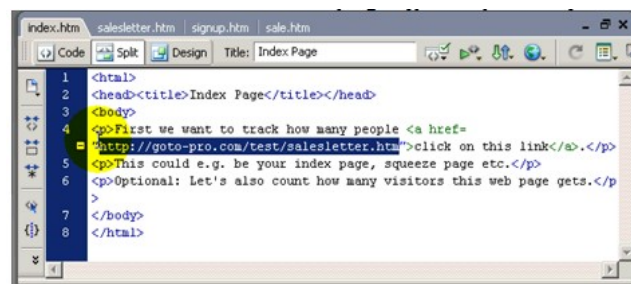 index.htm salesletter.htm signup.htm sale.htm
Code Split Design Title: Index Page
1 <html>
2 <head><title>Index Page</title></head>
3 <body>
4 <p>First we want to track how many people <a href=
"http://goto-pro.com/test/salesletter.htm">click on this link</a>.</p>
5 <p>This could e.g. be your index page, squeeze page etc.</p>
6 <p>Optional: Let's also count how many visitors this web page gets.</p
>
7 </body>
8 </html>